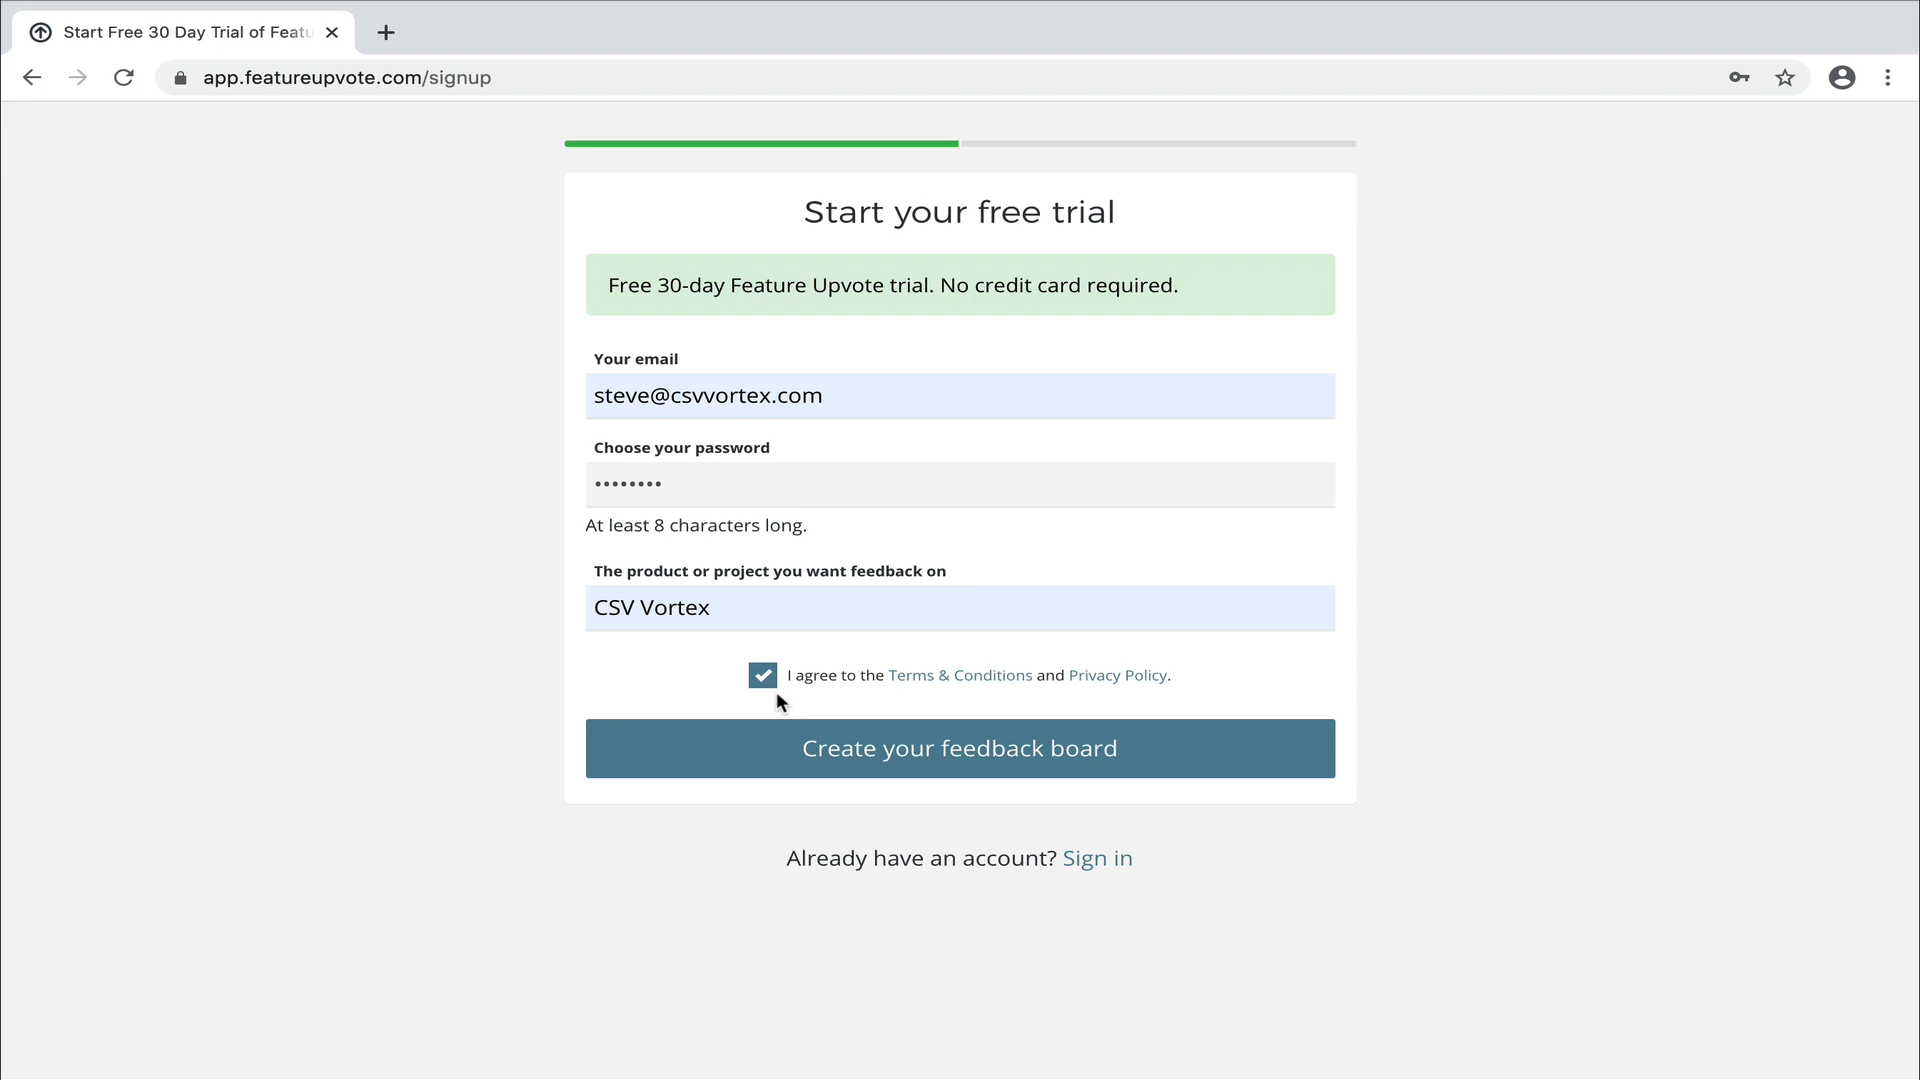 Start Free 30 Day Trial of Featu
app.featureupvote.com/signup
Start your free trial
Free 30-day Feature Upvote trial. No credit card required.
Your email
steve@csvvortex.com
Choose your password
••••••••
At least 8 characters long.
The product or project you want feedback on
CSV Vortex
I agree to the Terms & Conditions and Privacy Policy.
Create your feedback board
Already have an account? Sign in